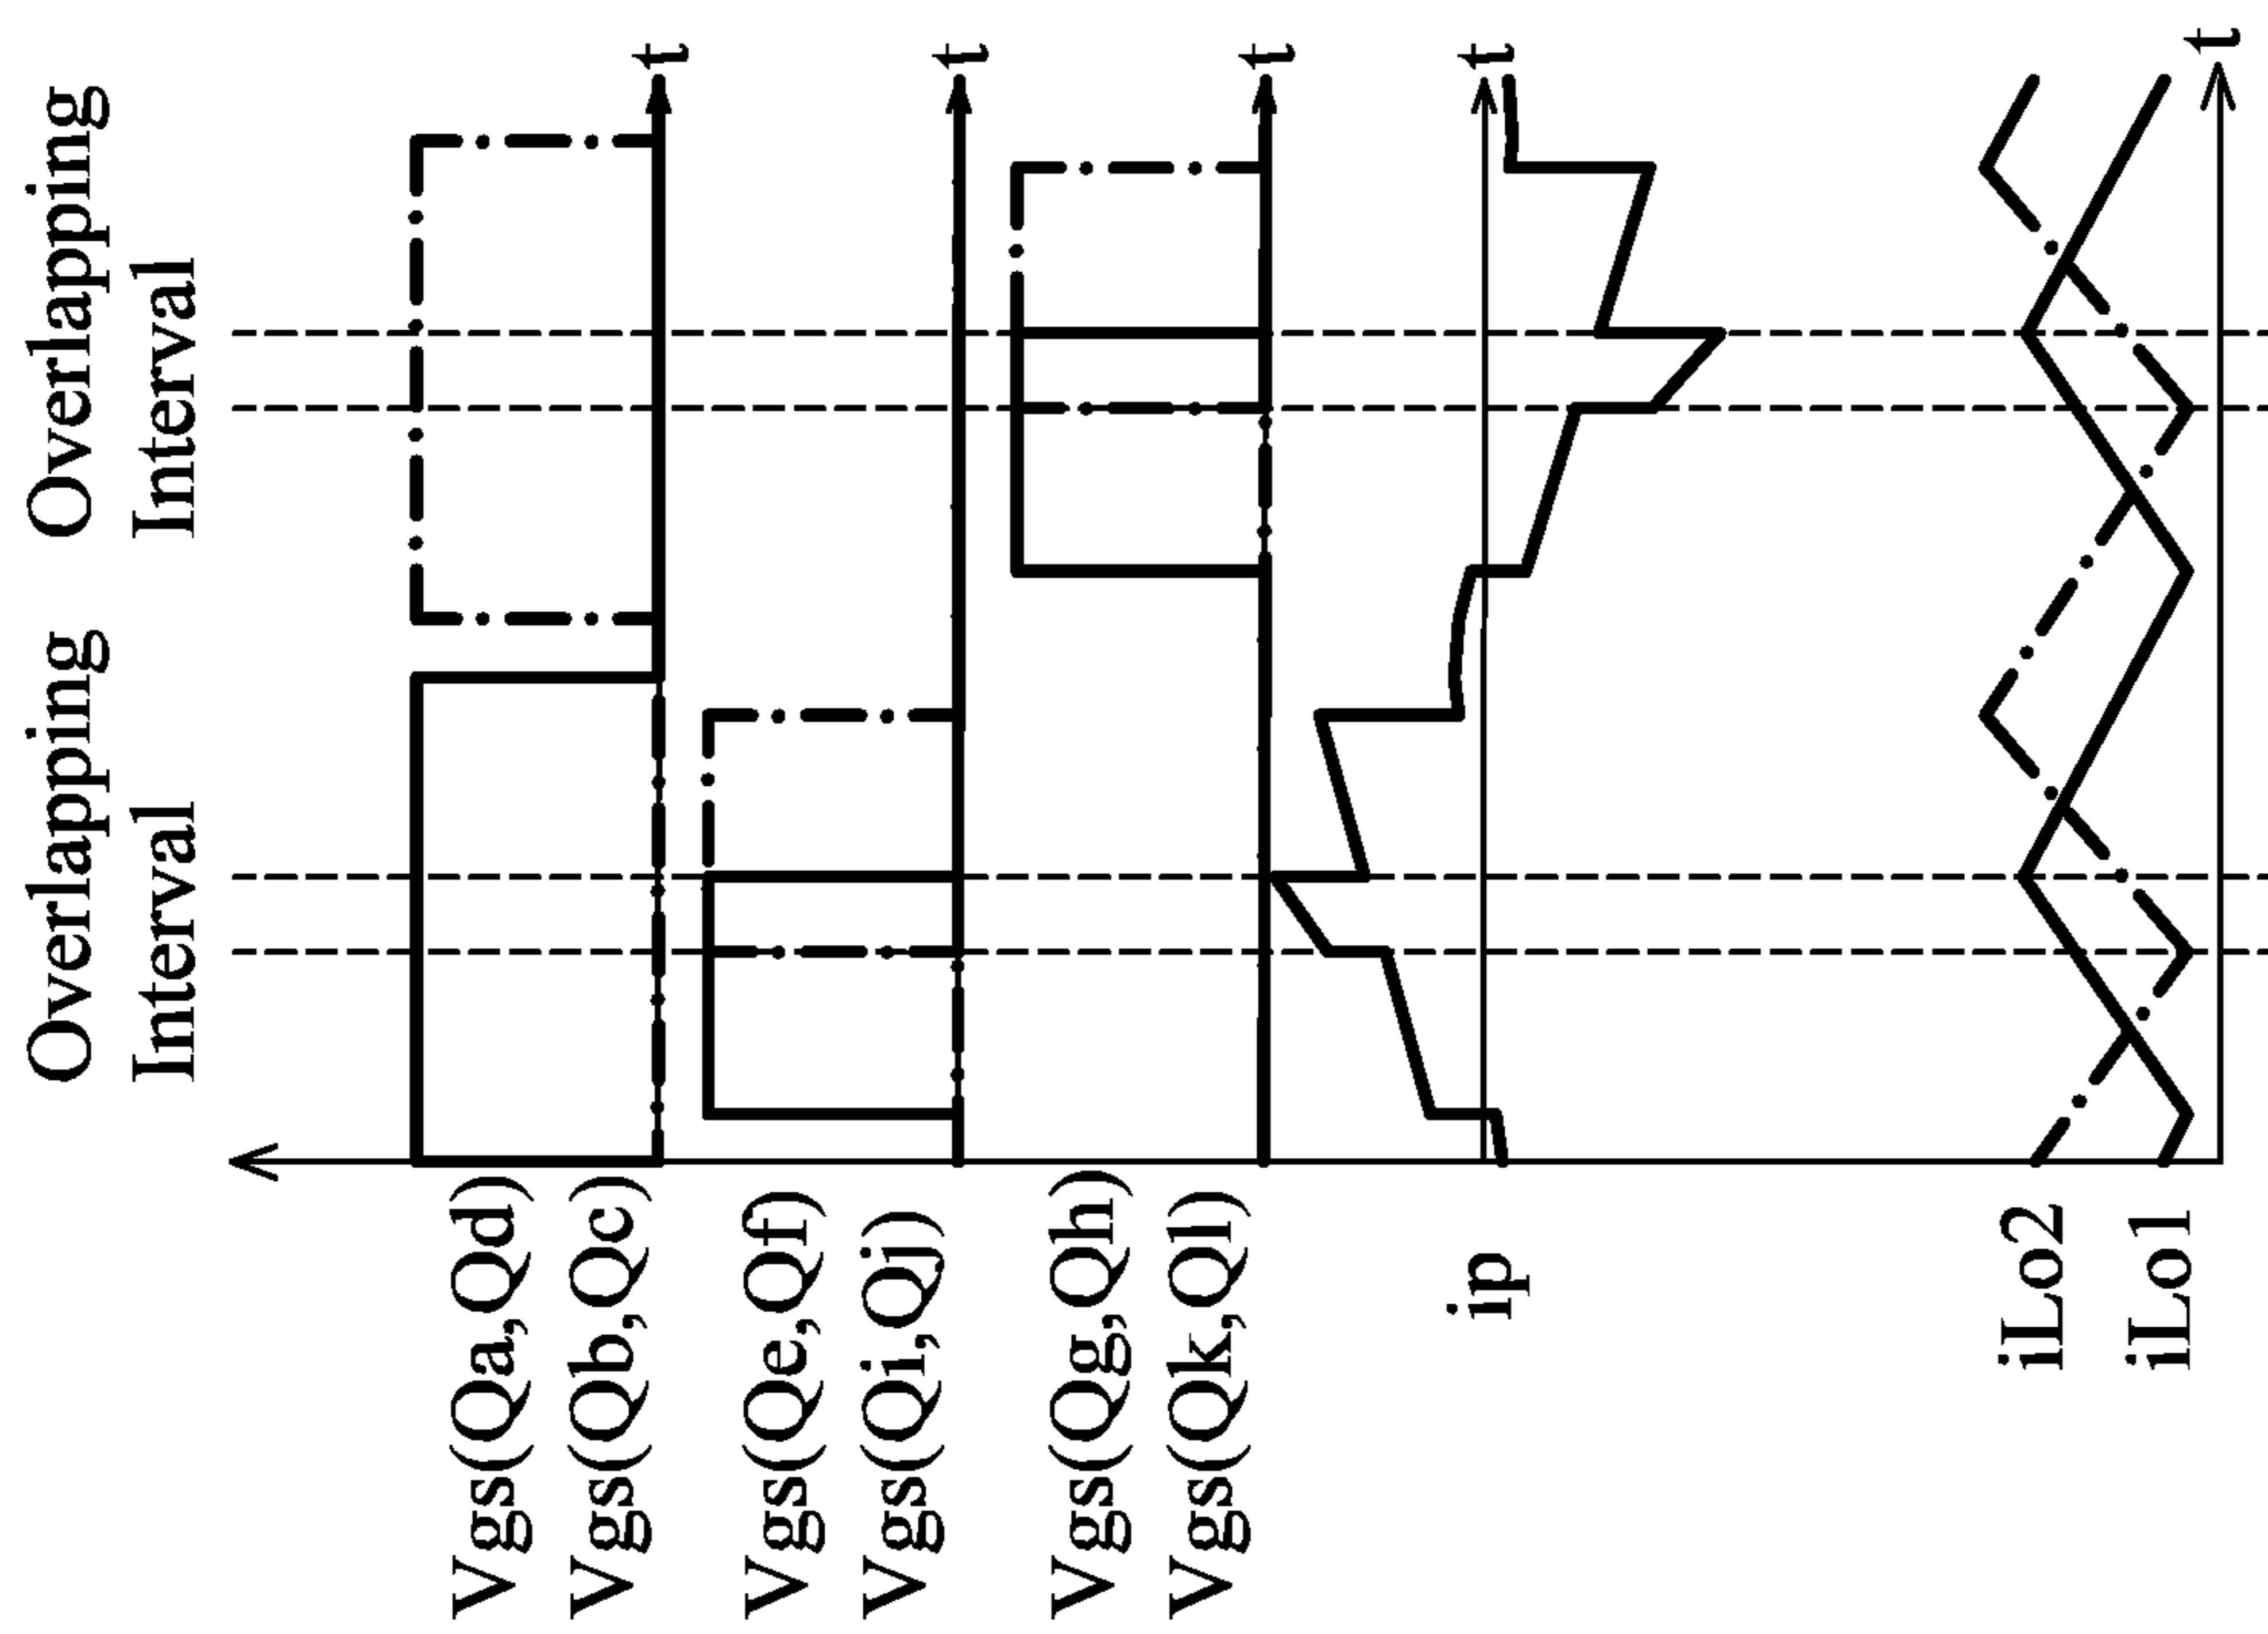 Overlapping
Interval
Overlapping
Interval
Vgs(Qa,Qd)
Vgs(Qb,Qc)
t
Vgs(Qe,Qf)
Vgs(Qi,Qj)
t
Vgs(Qg,Qh)
Vgs(Qk,Ql)
t
ip
t
iLo2
iLo1
t